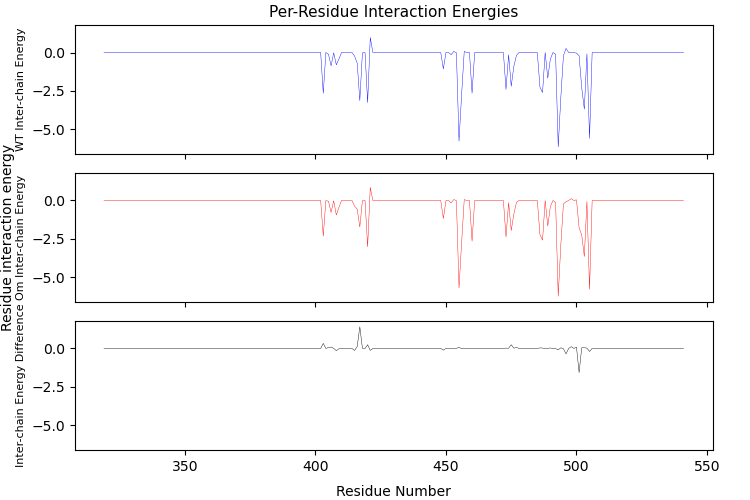 Per-Residue Interaction Energies
WT Inter-chain Energy
0.0
−2.5
−5.0
Residue interaction energy
Om Inter-chain Energy
0.0
−2.5
−5.0
Inter-chain Energy Difference
0.0
−2.5
−5.0
350 400 450 500 550
Residue Number